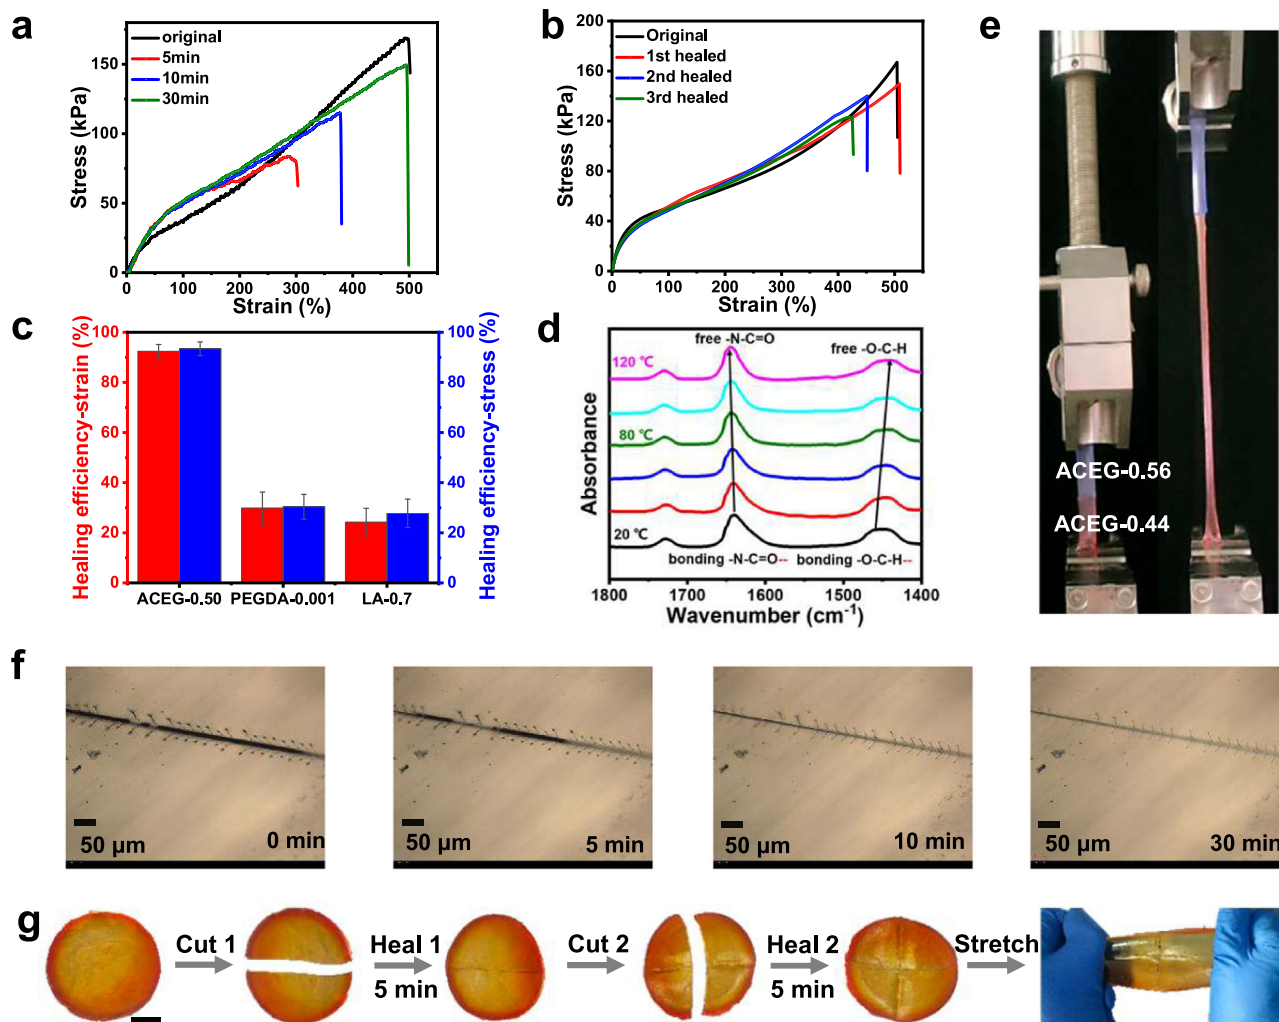 a
original
5min
10min
30min
Stress (kPa)
150
100
50
0
0 100 200 300 400 500
Strain (%)
b
Original
1st healed
2nd healed
3rd healed
Stress (kPa)
200
160
120
80
40
0
0 100 200 300 400 500
Strain (%)
c
Healing efficiency-strain (%)
100
80
60
40
20
0
Healing efficiency-stress (%)
100
80
60
40
20
0
ACEG-0.50 PEGDA-0.001 LA-0.7
d
free -N-C=O
free -O-C-H
120 ℃
80 ℃
20 ℃
bonding -N-C=O-- bonding -O-C-H--
Absorbance
1800 1700 1600 1500 1400
Wavenumber (cm⁻¹)
e
ACEG-0.56
ACEG-0.44
f
50 µm 0 min
50 µm 5 min
50 µm 10 min
50 µm 30 min
g
Cut 1
Heal 1
5 min
Cut 2
Heal 2
5 min
Stretch